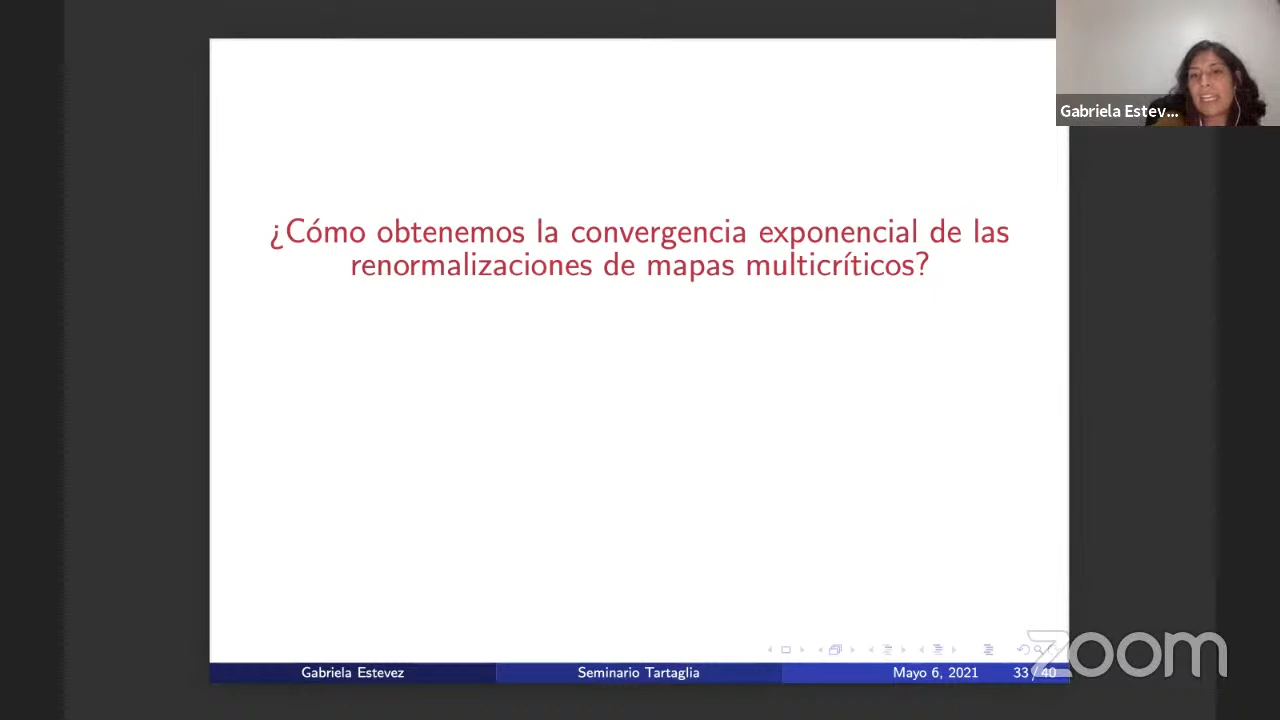 Gabriela Estev...
¿Cómo obtenemos la convergencia exponencial de las
renormalizaciones de mapas multicríticos?
Gabriela Estevez
Seminario Tartaglia
Mayo 6, 2021
33 / 40
zoom